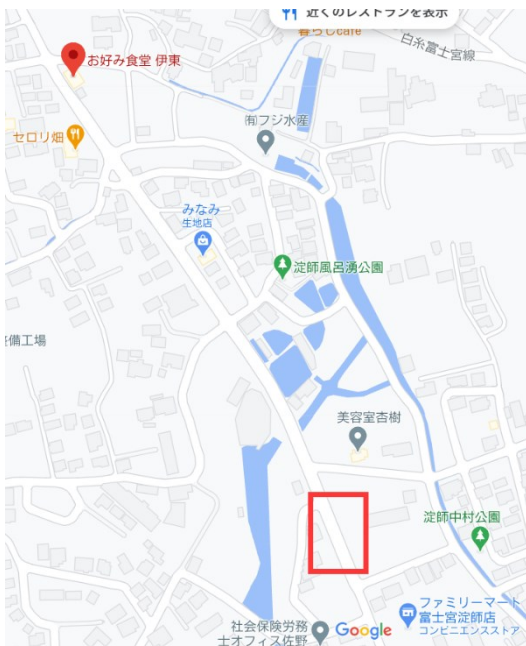 近くのレストランを表示
暮らしcafe
白糸富士宮線
お好み食堂 伊東
㈲フジ水産
セロリ畑
みなみ
生地店
淀師風呂湧公園
備工場
美容室杏樹
淀師中村公園
ファミリーマート
富士宮淀師店
コンビニエンスストア
社会保険労務
士オフィス佐野
Google